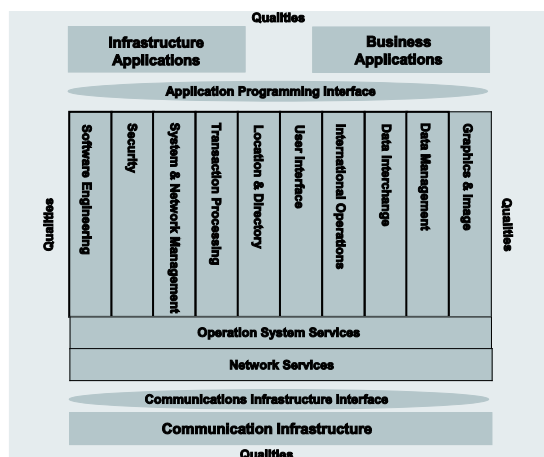 Qualities
Infrastructure
Applications
Business
Applications
Application Programming Interface
Software Engineering
Security
System & Network Management
Transaction Processing
Location & Directory
User Interface
International Operations
Data Interchange
Data Management
Graphics & Image
Qualities
Qualities
Operation System Services
Network Services
Communications Infrastructure Interface
Communication Infrastructure
Qualities